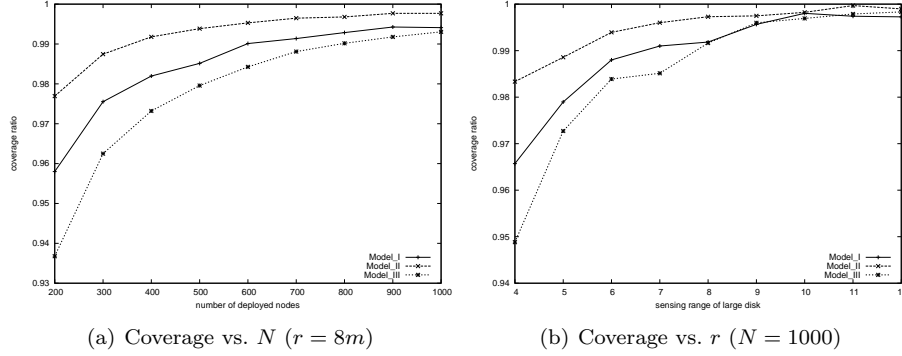 1
0.99
0.98
0.97
0.96
0.95
0.94
0.93
coverage ratio
200 300 400 500 600 700 800 900 1000
number of deployed nodes
Model_I
Model_II
Model_III
(a) Coverage vs. N (r = 8m)
1
0.99
0.98
0.97
0.96
0.95
0.94
coverage ratio
4 5 6 7 8 9 10 11 1
sensing range of large disk
Model_I
Model_II
Model_III
(b) Coverage vs. r (N = 1000)